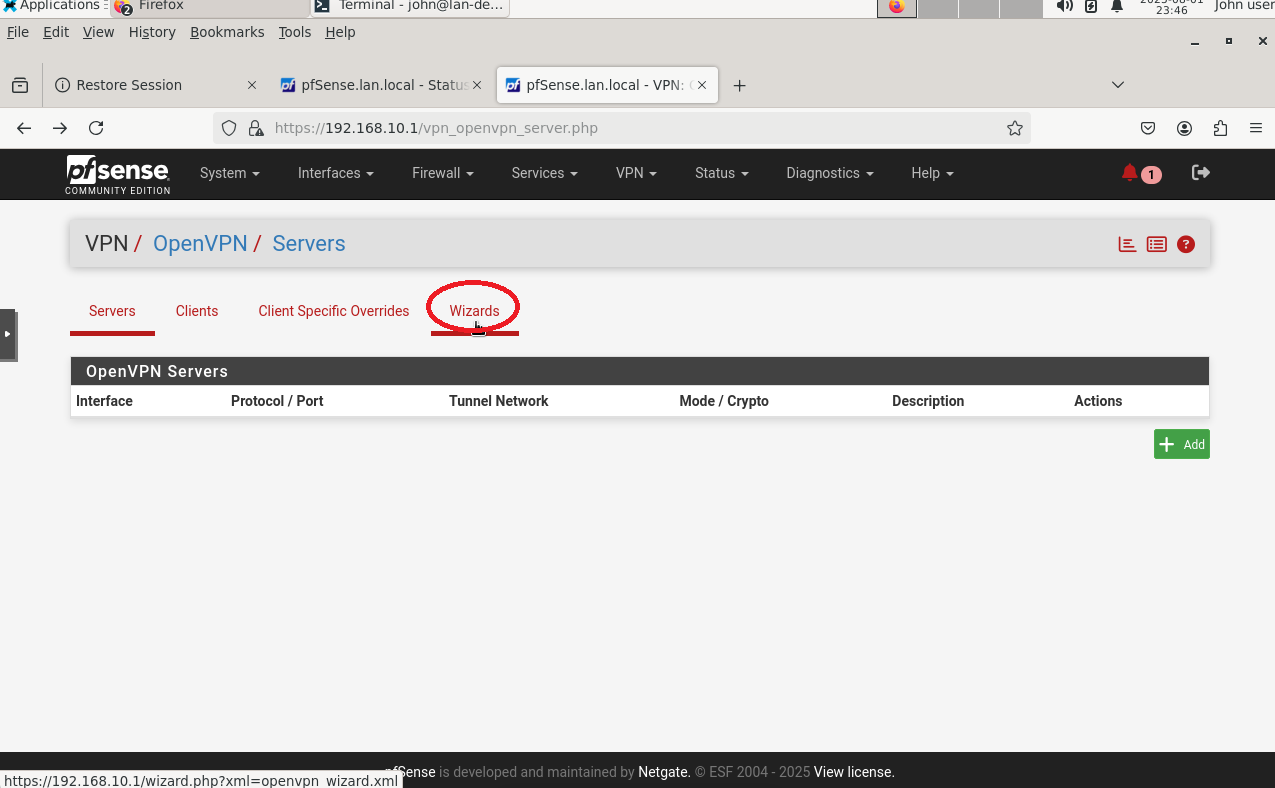 Applications
2 Firefox
Terminal - john@lan-de...
23:46
John user
File Edit View History Bookmarks Tools Help
Restore Session
pfSense.lan.local - Status
pfSense.lan.local - VPN:
https://192.168.10.1/vpn_openvpn_server.php
pfsense
COMMUNITY EDITION
System Interfaces Firewall Services VPN Status Diagnostics Help 1
VPN / OpenVPN / Servers
Servers Clients Client Specific Overrides Wizards
OpenVPN Servers
Interface Protocol / Port Tunnel Network Mode / Crypto Description Actions
Add
pfSense is developed and maintained by Netgate. © ESF 2004 - 2025 View license.
https://192.168.10.1/wizard.php?xml=openvpn_wizard.xml